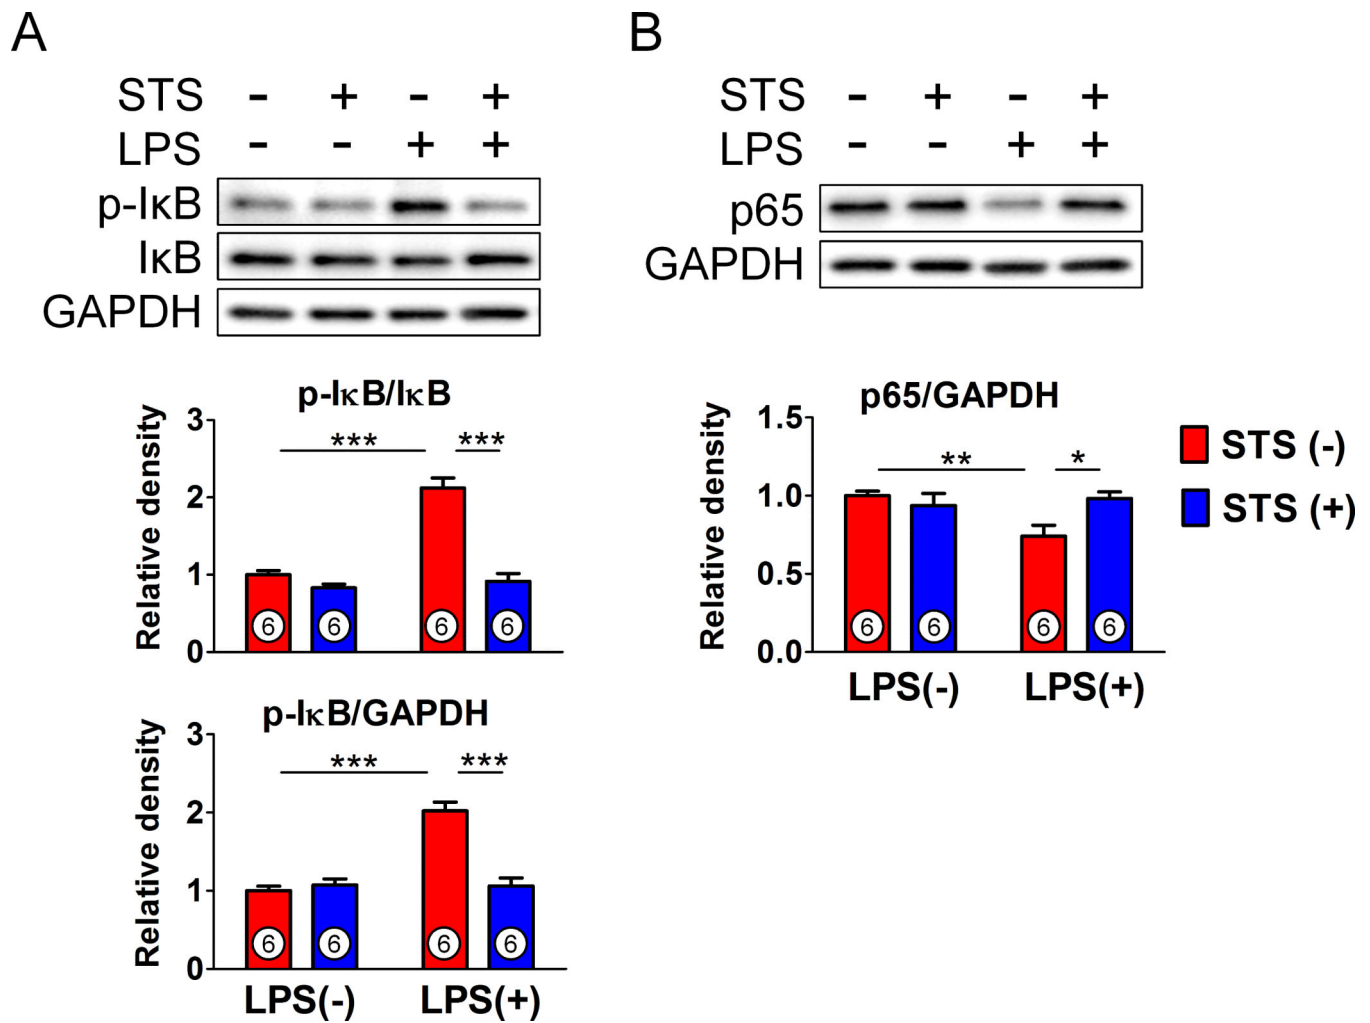 A
STS - + - +
LPS - - + +
p-IκB
IκB
GAPDH
p-IκB/IκB
Relative density
3
2
1
0
*** ***
6 6 6 6
p-IκB/GAPDH
Relative density
3
2
1
0
*** ***
6 6 6 6
LPS(-) LPS(+)
B
STS - + - +
LPS - - + +
p65
GAPDH
p65/GAPDH
Relative density
1.5
1.0
0.5
0.0
** *
6 6 6 6
LPS(-) LPS(+)
STS (-)
STS (+)